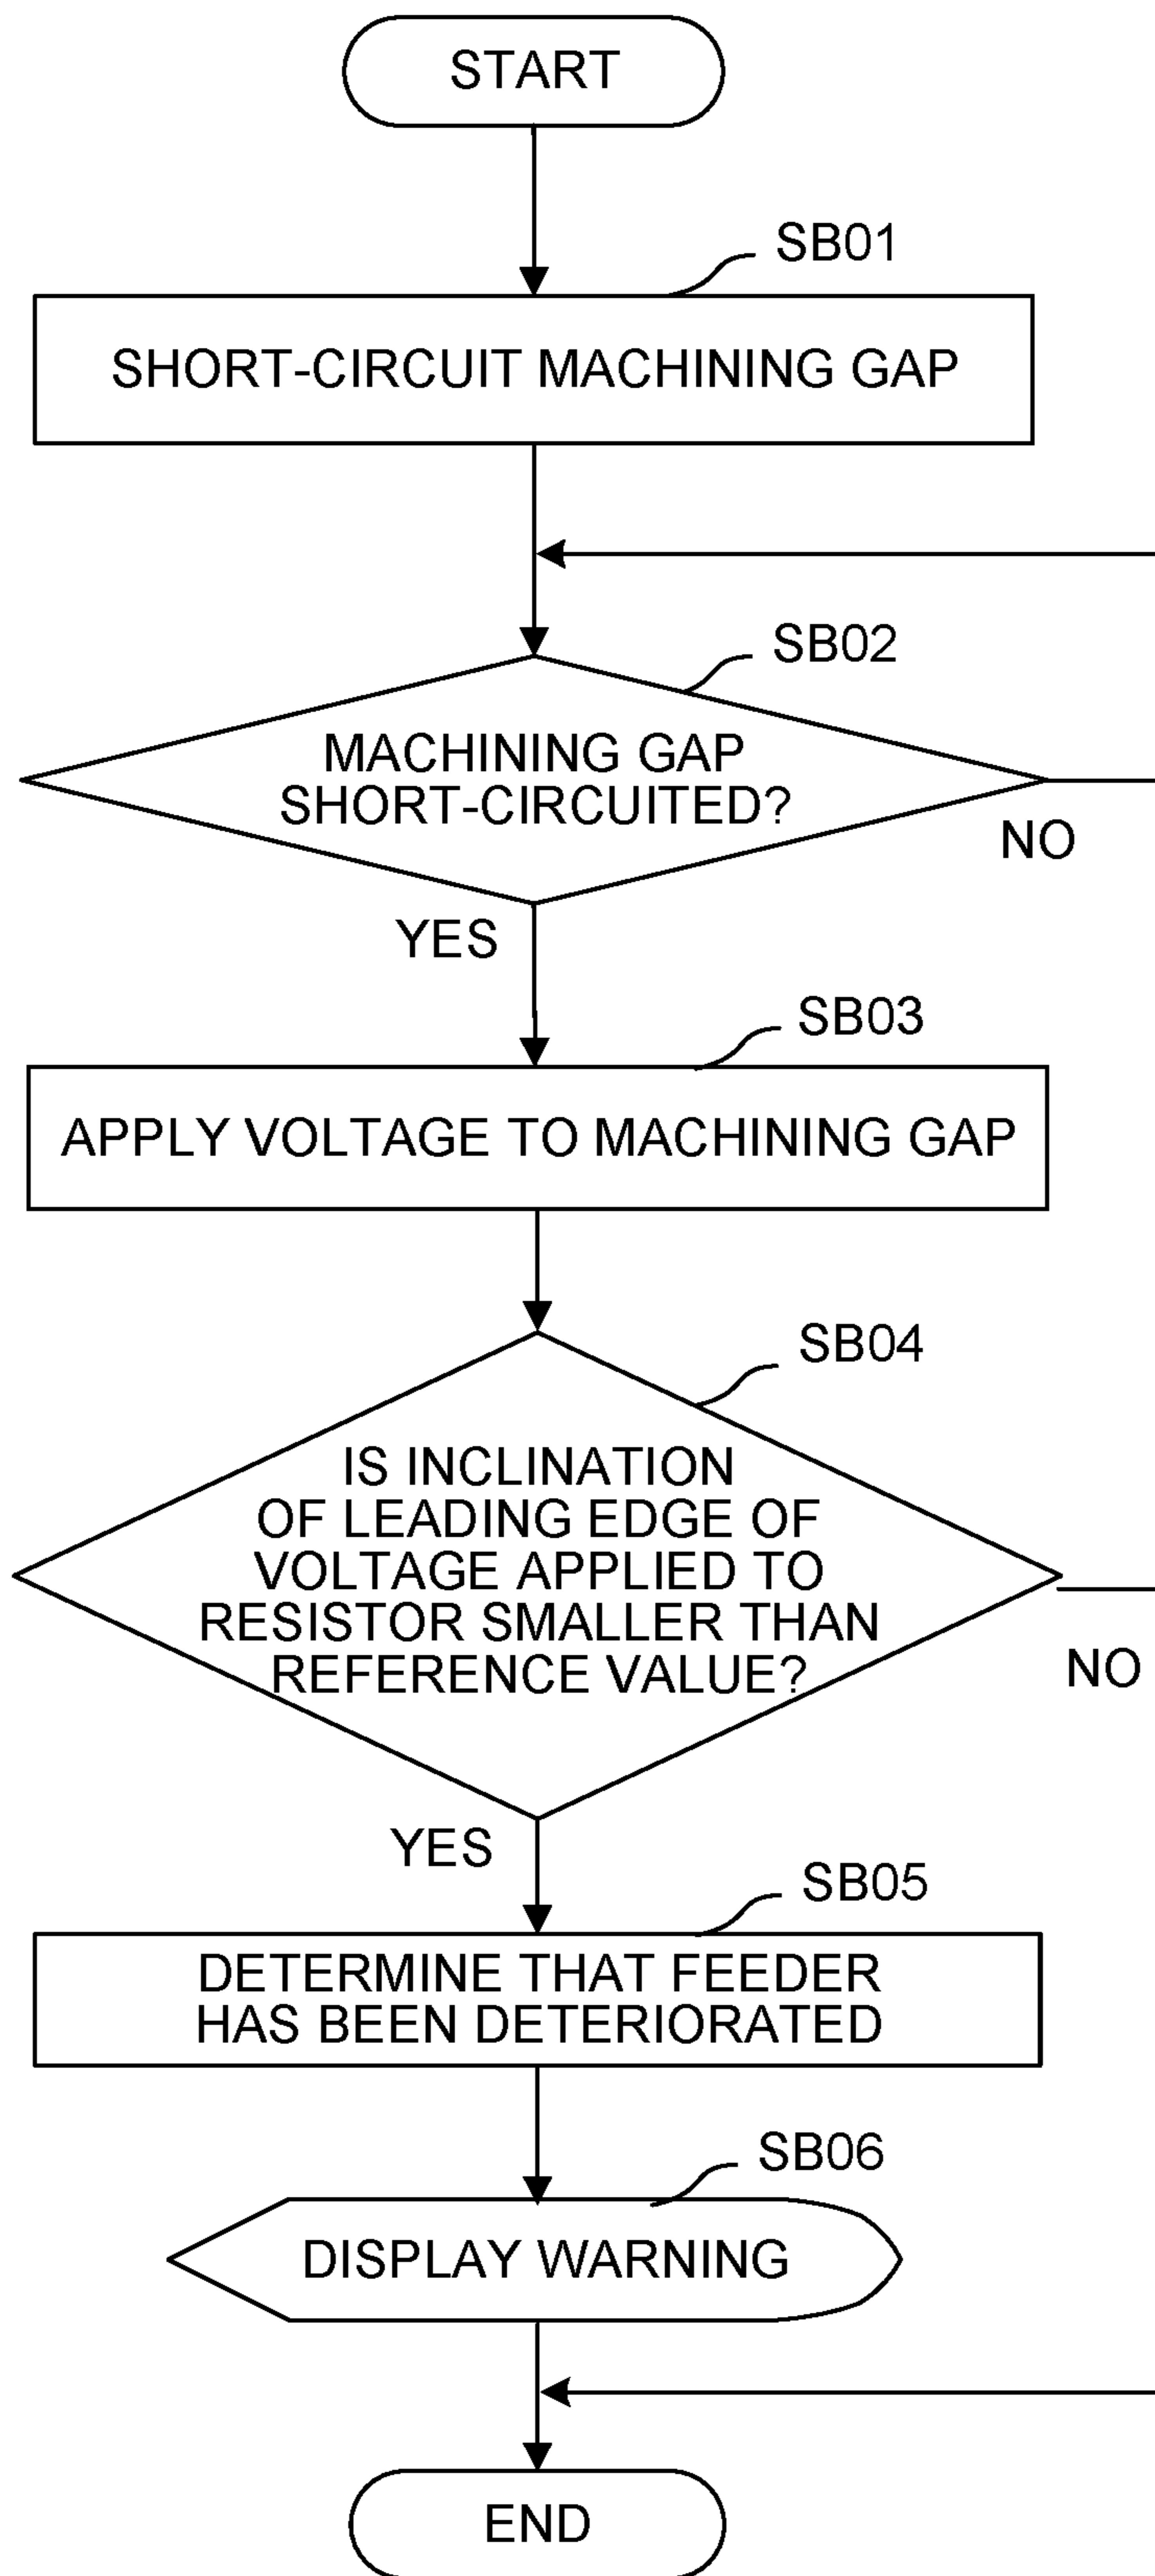 START
SB01
SHORT-CIRCUIT MACHINING GAP
SB02
MACHINING GAP
SHORT-CIRCUITED?
NO
YES
SB03
APPLY VOLTAGE TO MACHINING GAP
SB04
IS INCLINATION
OF LEADING EDGE OF
VOLTAGE APPLIED TO
RESISTOR SMALLER THAN
REFERENCE VALUE?
NO
YES
SB05
DETERMINE THAT FEEDER
HAS BEEN DETERIORATED
SB06
DISPLAY WARNING
END